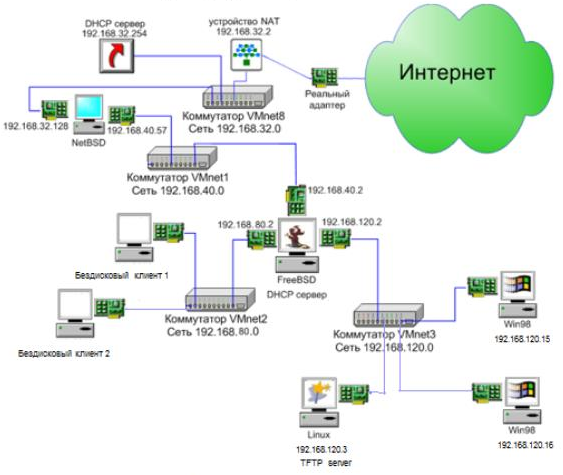 DHCP сервер
192.168.32.254
устройство NAT
192.168.32.2
Интернет
Реальный
адаптер
Коммутатор VMnet8
Сеть 192.168.32.0
192.168.32.128
192.168.40.57
NetBSD
Коммутатор VMnet1
Сеть 192.168.40.0
192.168.40.2
192.168.80.2
192.168.120.2
FreeBSD
DHCP сервер
Бездисковый клиент 1
Бездисковый клиент 2
Коммутатор VMnet2
Сеть 192.168.80.0
Коммутатор VMnet3
Сеть 192.168.120.0
Win98
192.168.120.15
Linux
192.168.120.3
TFTP server
Win98
192.168.120.16